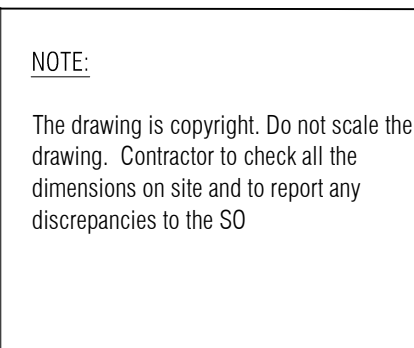 NOTE:
The drawing is copyright. Do not scale the
drawing.  Contractor to check all the
dimensions on site and to report any
discrepancies to the SO